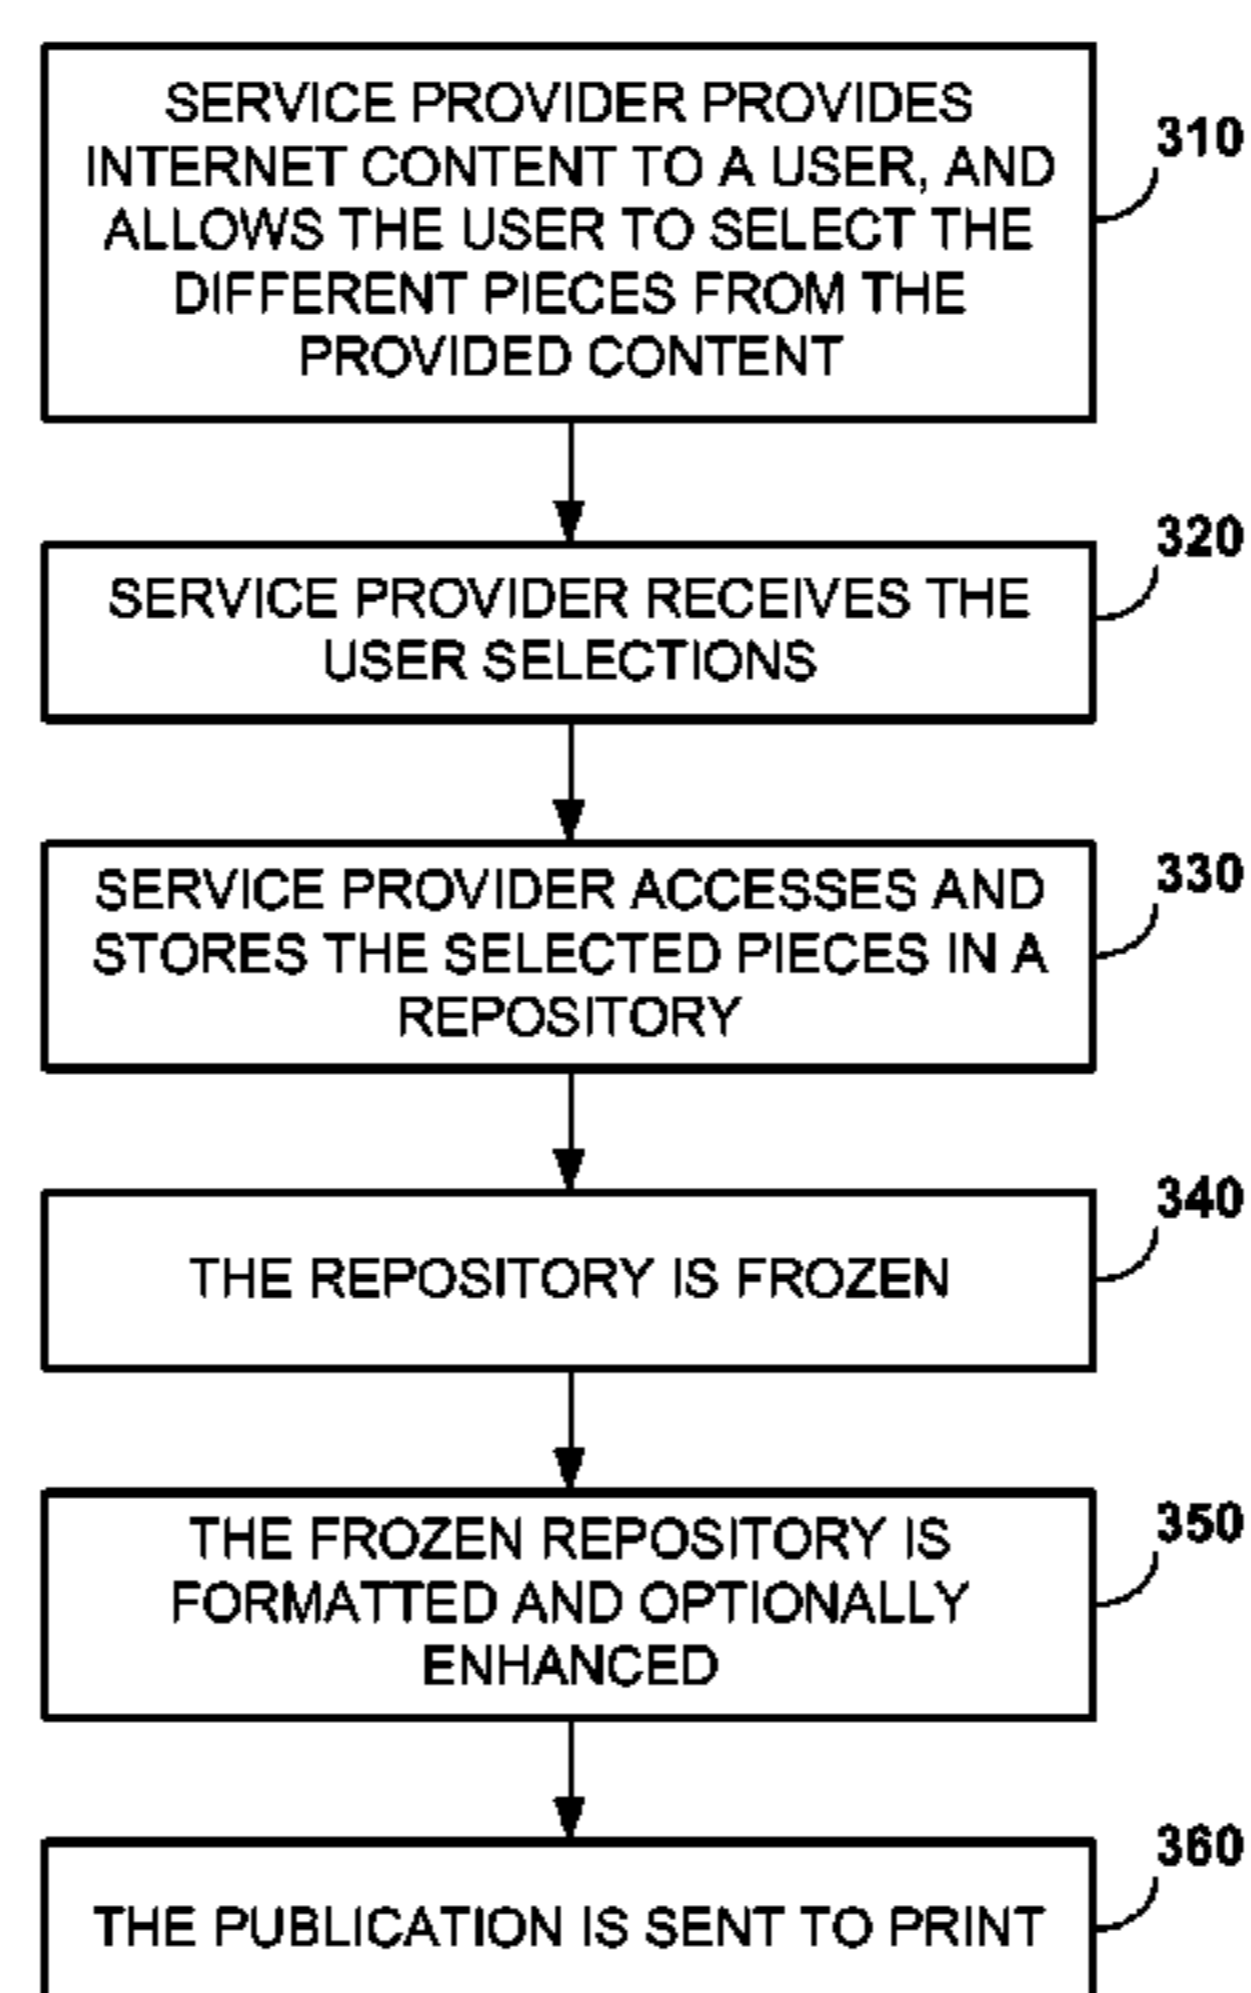 SERVICE PROVIDER PROVIDES
INTERNET CONTENT TO A USER, AND
ALLOWS THE USER TO SELECT THE
DIFFERENT PIECES FROM THE
PROVIDED CONTENT
310
SERVICE PROVIDER RECEIVES THE
USER SELECTIONS
320
SERVICE PROVIDER ACCESSES AND
STORES THE SELECTED PIECES IN A
REPOSITORY
330
THE REPOSITORY IS FROZEN
340
THE FROZEN REPOSITORY IS
FORMATTED AND OPTIONALLY
ENHANCED
350
THE PUBLICATION IS SENT TO PRINT
360